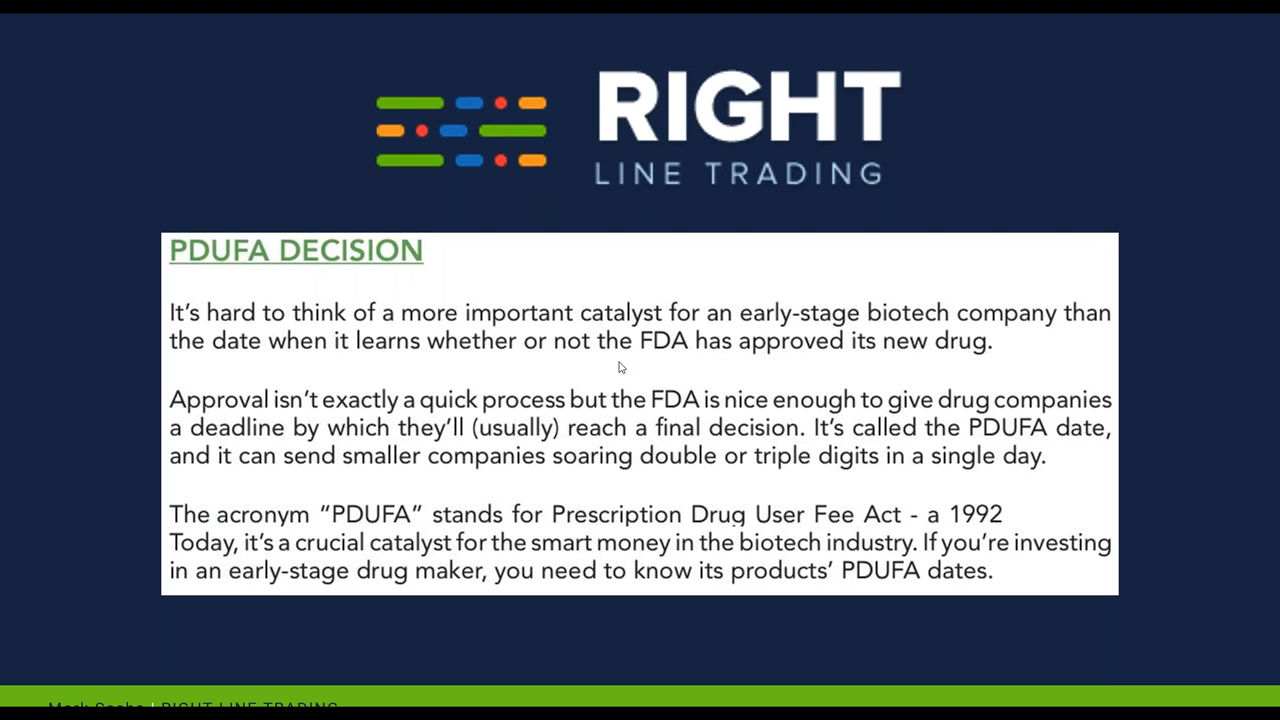 RIGHT
LINE TRADING
PDUFA DECISION
It's hard to think of a more important catalyst for an early-stage biotech company than
the date when it learns whether or not the FDA has approved its new drug.
Approval isn't exactly a quick process but the FDA is nice enough to give drug companies
a deadline by which they'll (usually) reach a final decision. It's called the PDUFA date,
and it can send smaller companies soaring double or triple digits in a single day.
The acronym “PDUFA” stands for Prescription Drug User Fee Act - a 1992
Today, it's a crucial catalyst for the smart money in the biotech industry. If you're investing
in an early-stage drug maker, you need to know its products' PDUFA dates.
| RIGHT LINE TRADING